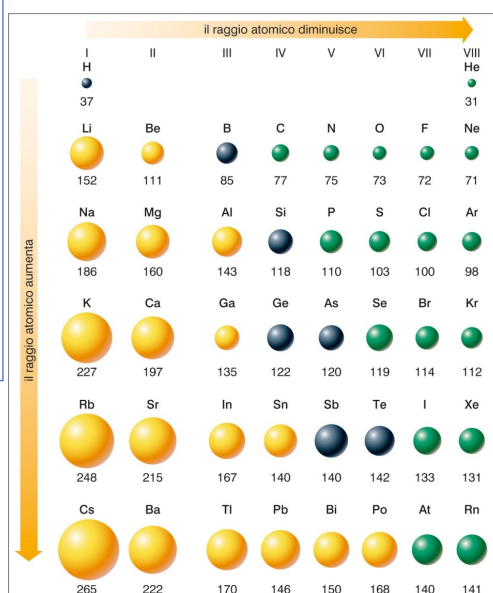 il raggio atomico diminuisce
il raggio atomico aumenta
I II III IV V VI VII VIII
H He
37 31
Li Be B C N O F Ne
152 111 85 77 75 73 72 71
Na Mg Al Si P S Cl Ar
186 160 143 118 110 103 100 98
K Ca Ga Ge As Se Br Kr
227 197 135 122 120 119 114 112
Rb Sr In Sn Sb Te I Xe
248 215 167 140 140 142 133 131
Cs Ba Tl Pb Bi Po At Rn
265 222 170 146 150 168 140 141